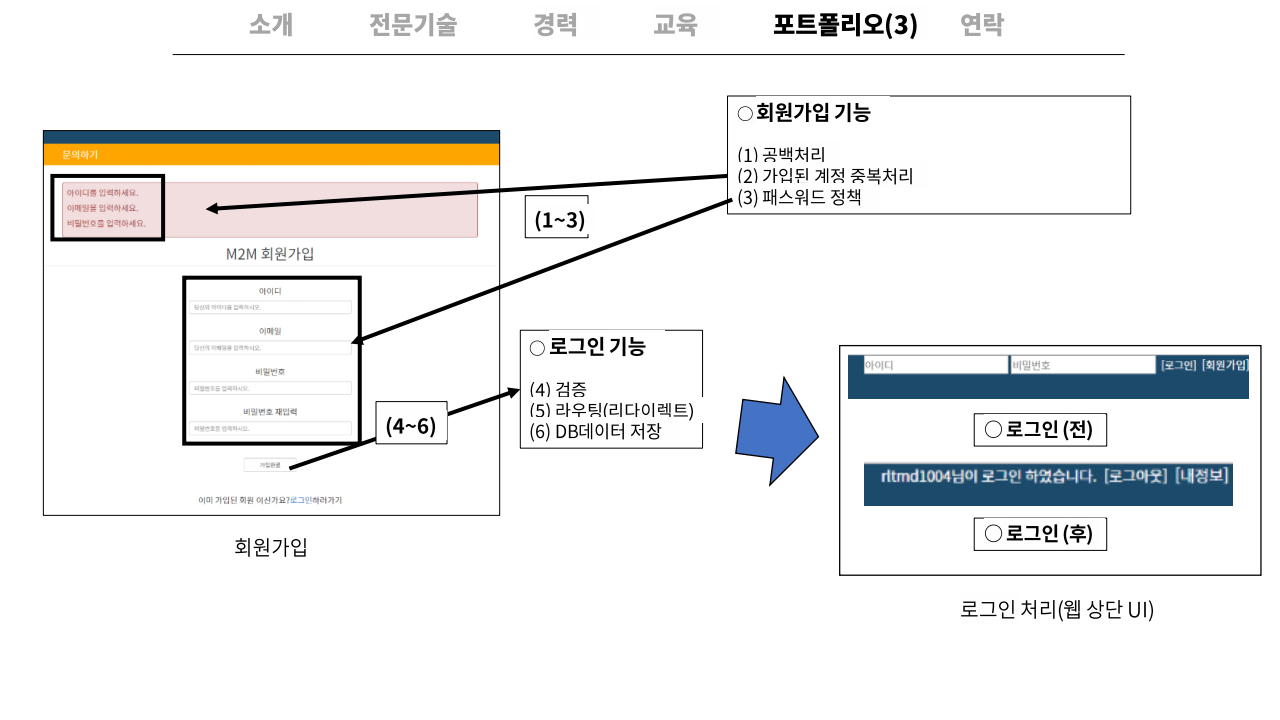 소개
전문기술
경력
교육
포트폴리오(3)
연락
○ 회원가입 기능
(1) 공백처리
(2) 가입된 계정 중복처리
(3) 패스워드 정책
문의하기
아이디를 입력하세요.
이메일을 입력하세요.
비밀번호를 입력하세요.
(1~3)
M2M 회원가입
아이디
당신의 아이디를 입력하시오.
이메일
당신의 이메일을 입력하시오.
비밀번호
비밀번호를 입력하시오.
비밀번호 재입력
비밀번호를 입력하시오.
가입완료
이미 가입된 회원 이신가요?로그인하러가기
회원가입
(4~6)
○ 로그인 기능
(4) 검증
(5) 라우팅(리다이렉트)
(6) DB데이터 저장
아이디 비밀번호 [로그인] [회원가입]
○ 로그인 (전)
rltmd1004님이 로그인 하였습니다. [로그아웃] [내정보]
○ 로그인 (후)
로그인 처리(웹 상단 UI)